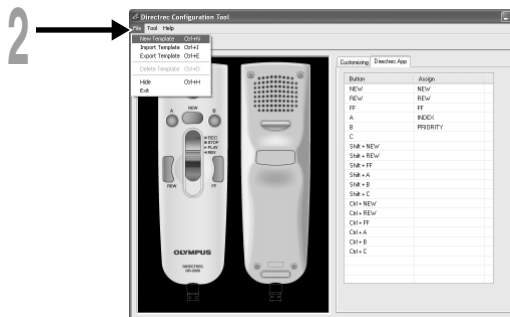 2
Directrec Configuration Tool
File Tool Help
New Template Ctrl+N
Import Template Ctrl+I
Export Template Ctrl+E
Delete Template Ctrl+D
Hide Ctrl+H
Exit
Customizing Directrec App
Button Assign
NEW NEW
REW REW
FF FF
A INDEX
B PRIORITY
C
Shift + NEW
Shift + REW
Shift + FF
Shift + A
Shift + B
Shift + C
Ctrl + NEW
Ctrl + REW
Ctrl + FF
Ctrl + A
Ctrl + B
Ctrl + C
A NEW B
REC
STOP
PLAY
REV
REW FF
OLYMPUS
DIRECTREC